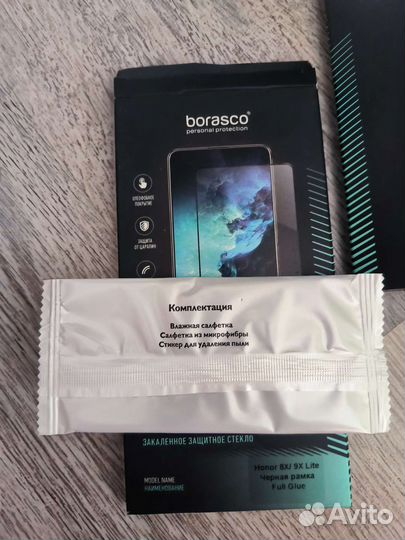 borasco®
personal protection
ОЛЕОФОБНОЕ
ПОКРЫТИЕ
ЗАЩИТА
ОТ ЦАРАПИН
Комплектация
Влажная салфетка
Салфетка из микрофибры
Стикер для удаления пыли
ЗАКАЛЕННОЕ ЗАЩИТНОЕ СТЕКЛО
MODEL NAME
НАИМЕНОВАНИЕ
Honor 8X/ 9X Lite
Черная рамка
Full Glue
Avito